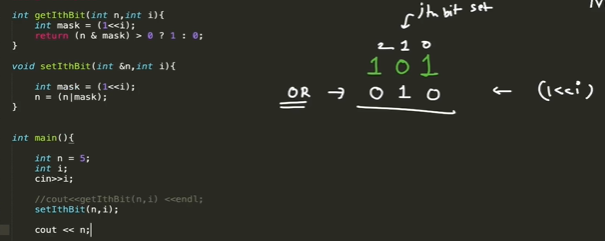 int getIthBit(int n,int i){
    int mask = (1<<i);
    return (n & mask) > 0 ? 1 : 0;
}
void setIthBit(int &n,int i){
    int mask = (1<<i);
    n = (n|mask);
}
int main(){
    int n = 5;
    int i;
    cin>>i;
    //cout<<getIthBit(n,i) <<endl;
    setIthBit(n,i);
    cout << n;
ith bit set
2 1 0
1 0 1
OR → 0 1 0 ← (1<<i)